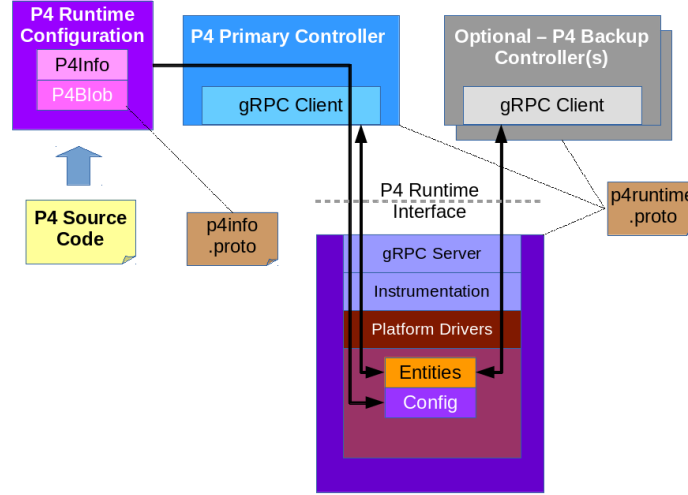 P4 Runtime
Configuration
P4Info
P4Blob
P4 Primary Controller
gRPC Client
Optional – P4 Backup
Controller(s)
gRPC Client
P4 Source
Code
p4info
.proto
P4 Runtime
Interface
p4runtime
.proto
gRPC Server
Instrumentation
Platform Drivers
Entities
Config